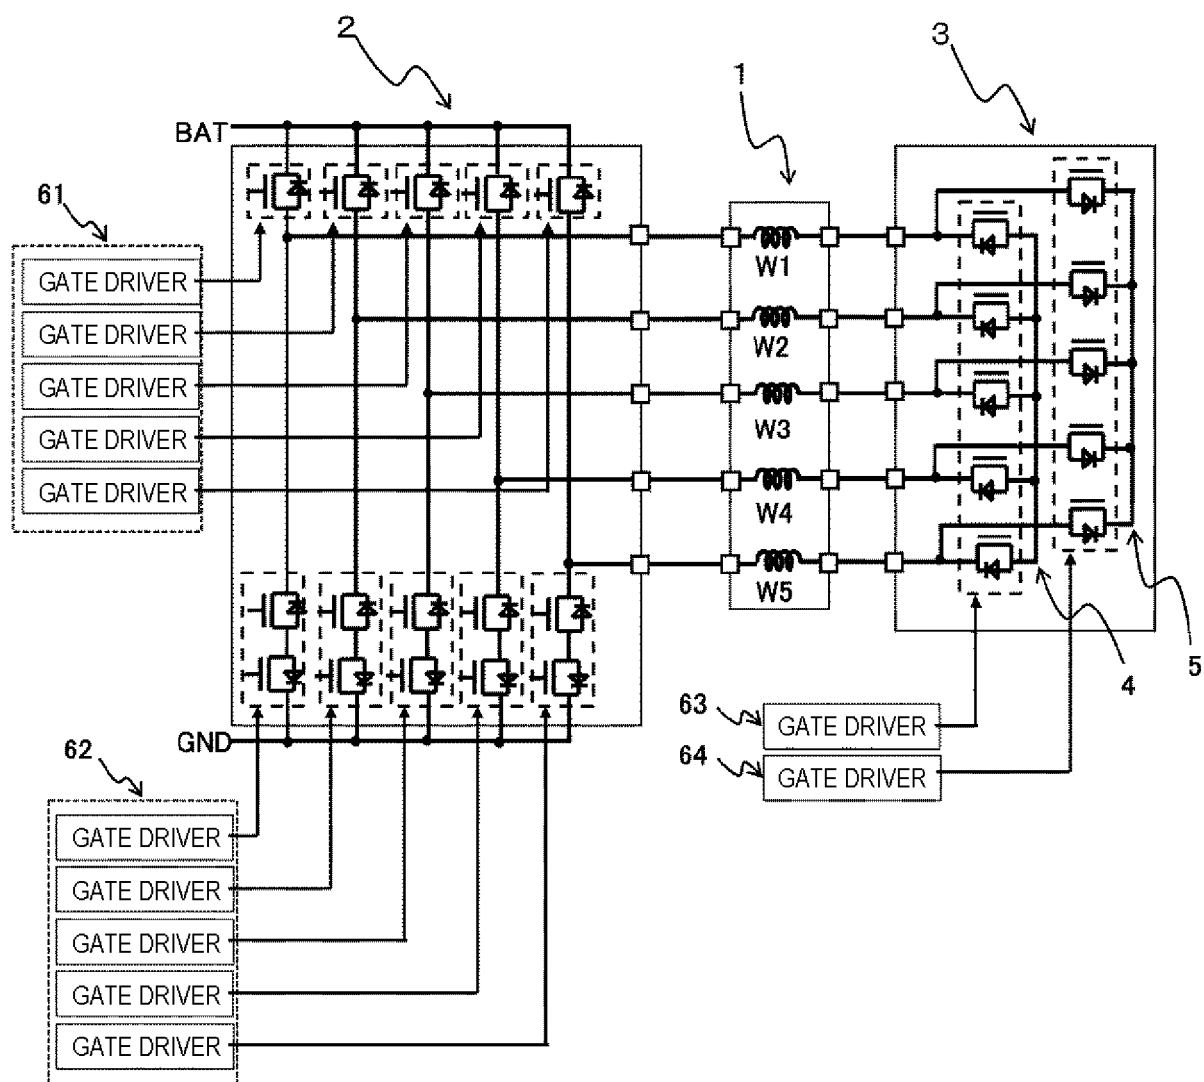 2
3
1
BAT
61
GATE DRIVER
GATE DRIVER
GATE DRIVER
GATE DRIVER
GATE DRIVER
W1
W2
W3
W4
W5
5
4
63
GATE DRIVER
64
GATE DRIVER
GND
62
GATE DRIVER
GATE DRIVER
GATE DRIVER
GATE DRIVER
GATE DRIVER